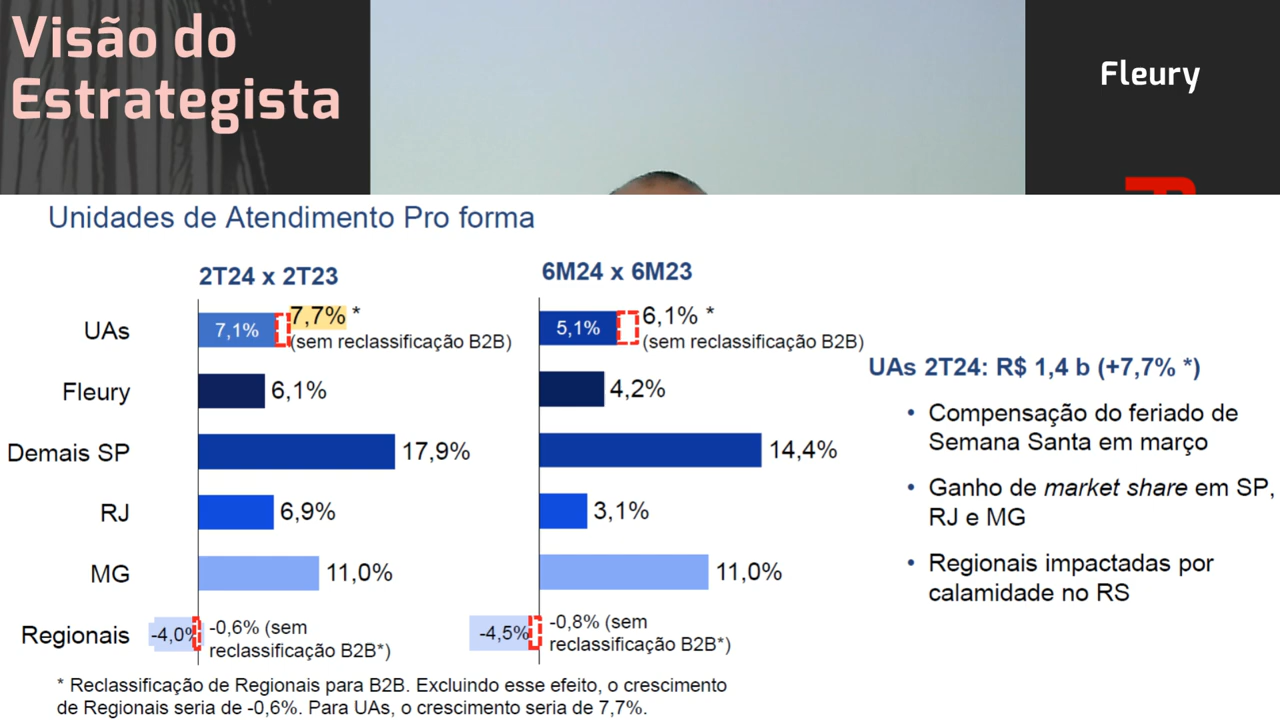 Visão do
Estrategista
Fleury
Unidades de Atendimento Pro forma
2T24 x 2T23
6M24 x 6M23
UAs
7,1%
7,7% *
(sem reclassificação B2B)
5,1%
6,1% *
(sem reclassificação B2B)
Fleury
6,1%
4,2%
Demais SP
17,9%
14,4%
RJ
6,9%
3,1%
MG
11,0%
11,0%
Regionais
-4,0%
-0,6% (sem
reclassificação B2B*)
-4,5%
-0,8% (sem
reclassificação B2B*)
UAs 2T24: R$ 1,4 b (+7,7% *)
• Compensação do feriado de
Semana Santa em março
• Ganho de market share em SP,
RJ e MG
• Regionais impactadas por
calamidade no RS
* Reclassificação de Regionais para B2B. Excluindo esse efeito, o crescimento
de Regionais seria de -0,6%. Para UAs, o crescimento seria de 7,7%.